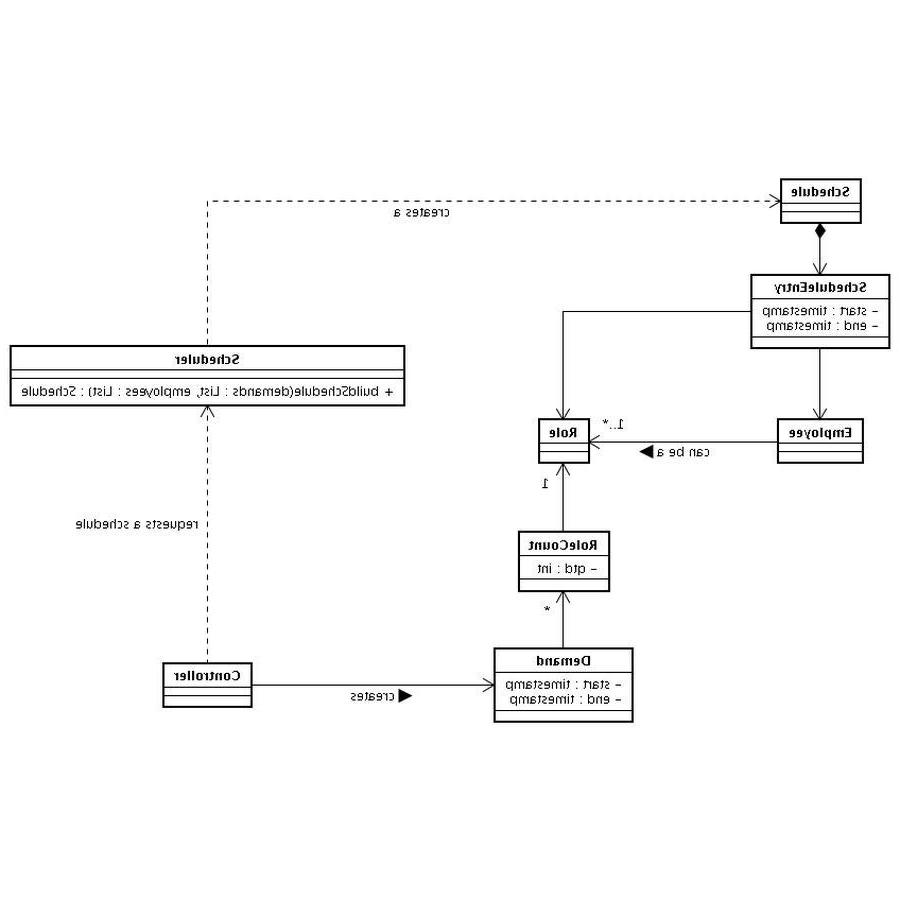 Schedule
creates a
ScheduleEntry
- start : timestamp
- end : timestamp
Scheduler
+ buildSchedule(demands : List, employees : List) : Schedule
Role
1..*
Employee
can be a
1
requests a schedule
RoleCount
- qtd : int
*
Demand
- start : timestamp
- end : timestamp
Controller
creates